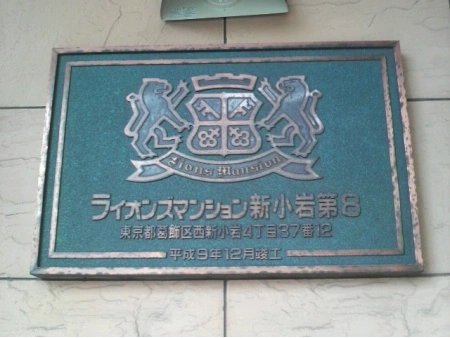 Lions Mansion
ライオンズマンション新小岩第8
東京都葛飾区西新小岩4丁目37番12
平成9年12月竣工